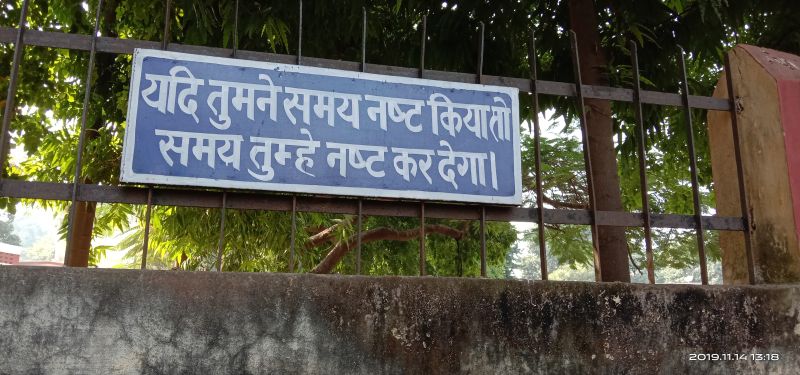 यदि तुमने समय नष्ट किया तो
समय तुम्हे नष्ट कर देगा।
2019.11.14 13:18